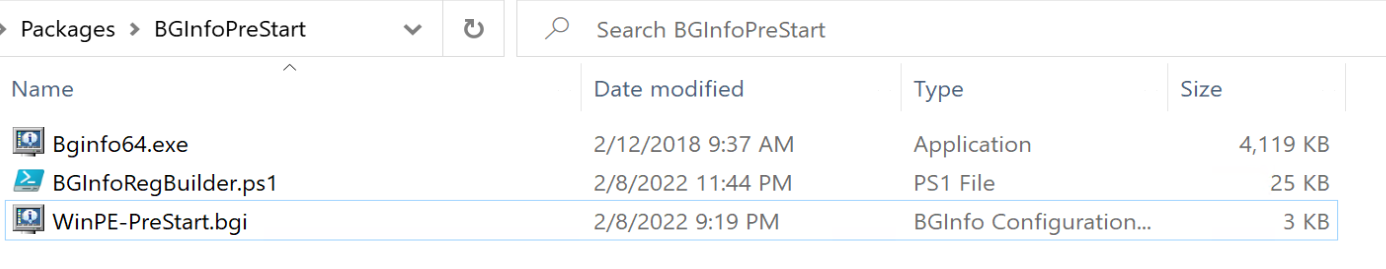 Packages BGInfoPreStart Search BGInfoPreStart
Name Date modified Type Size
Bginfo64.exe 2/12/2018 9:37 AM Application 4,119 KB
BGInfoRegBuilder.ps1 2/8/2022 11:44 PM PS1 File 25 KB
WinPE-PreStart.bgi 2/8/2022 9:19 PM BGInfo Configuration... 3 KB